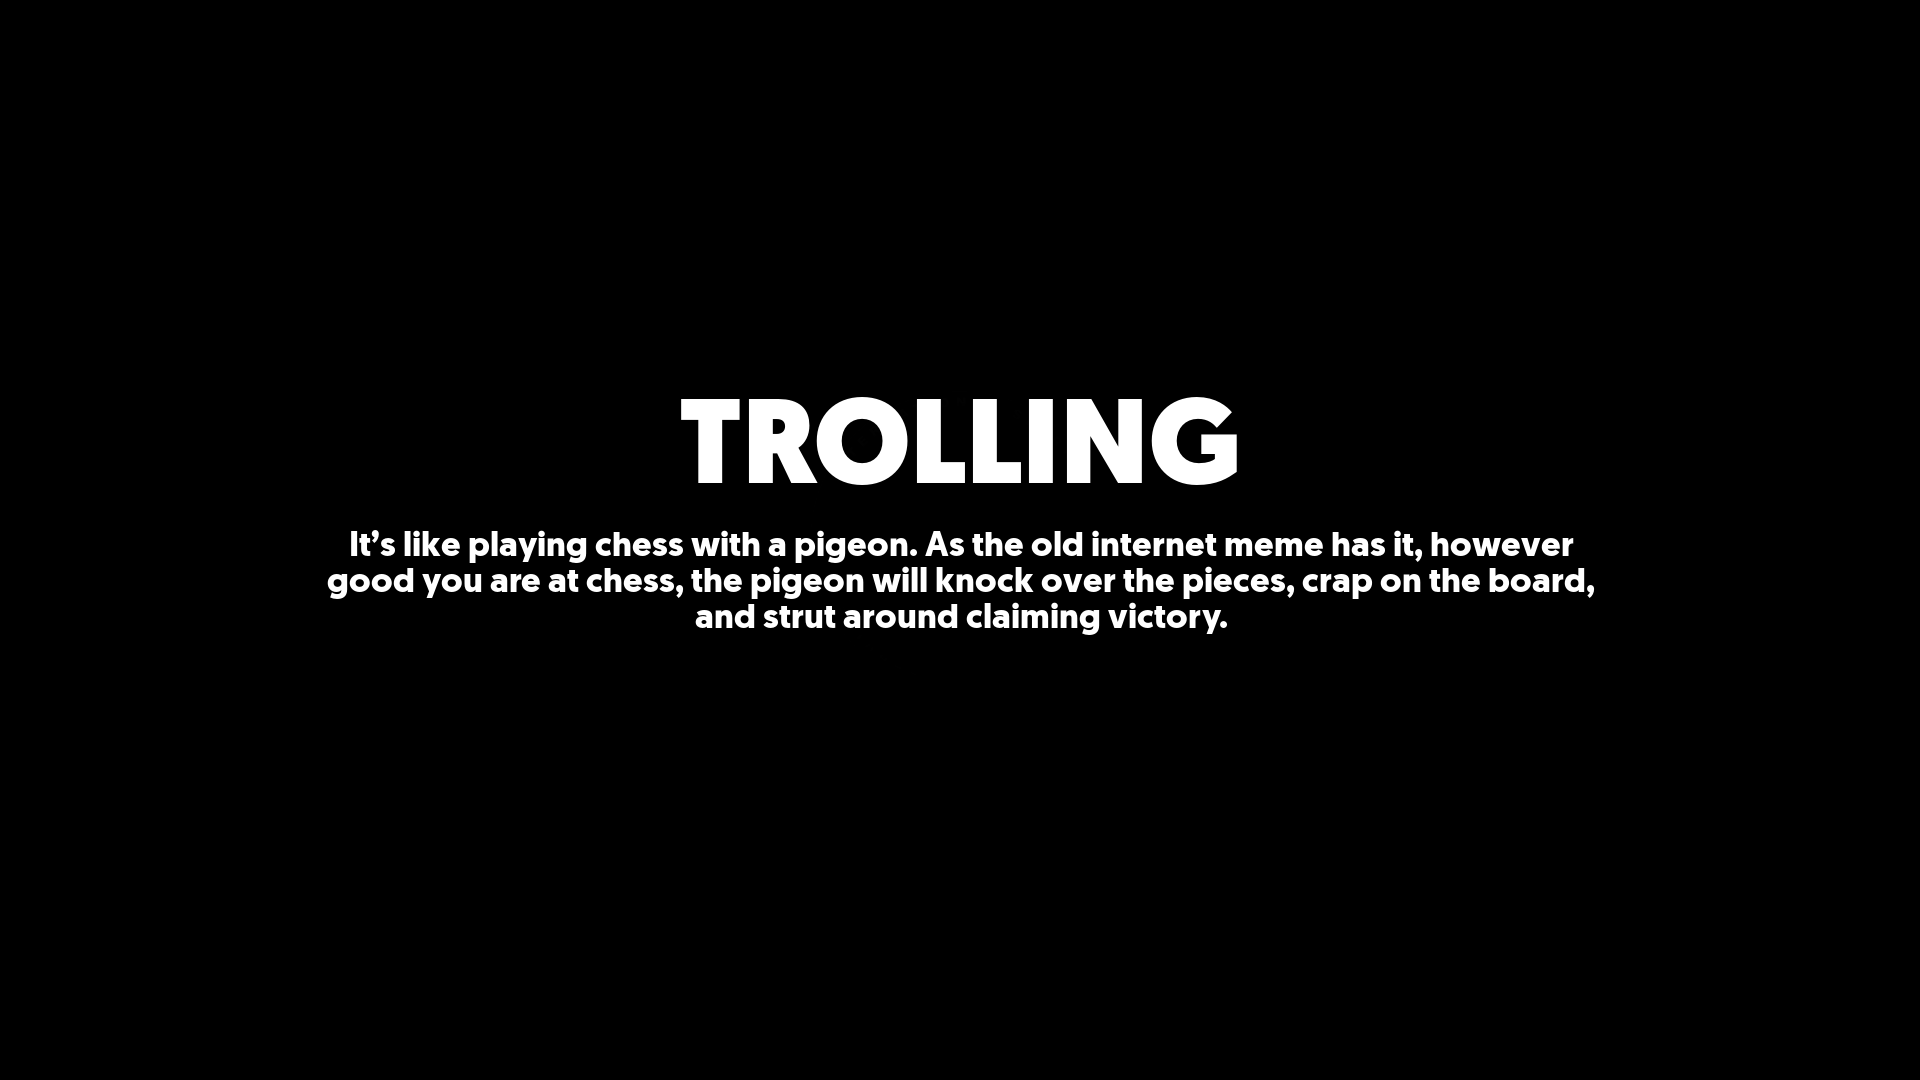 TROLLING
It’s like playing chess with a pigeon. As the old internet meme has it, however
good you are at chess, the pigeon will knock over the pieces, crap on the board,
and strut around claiming victory.